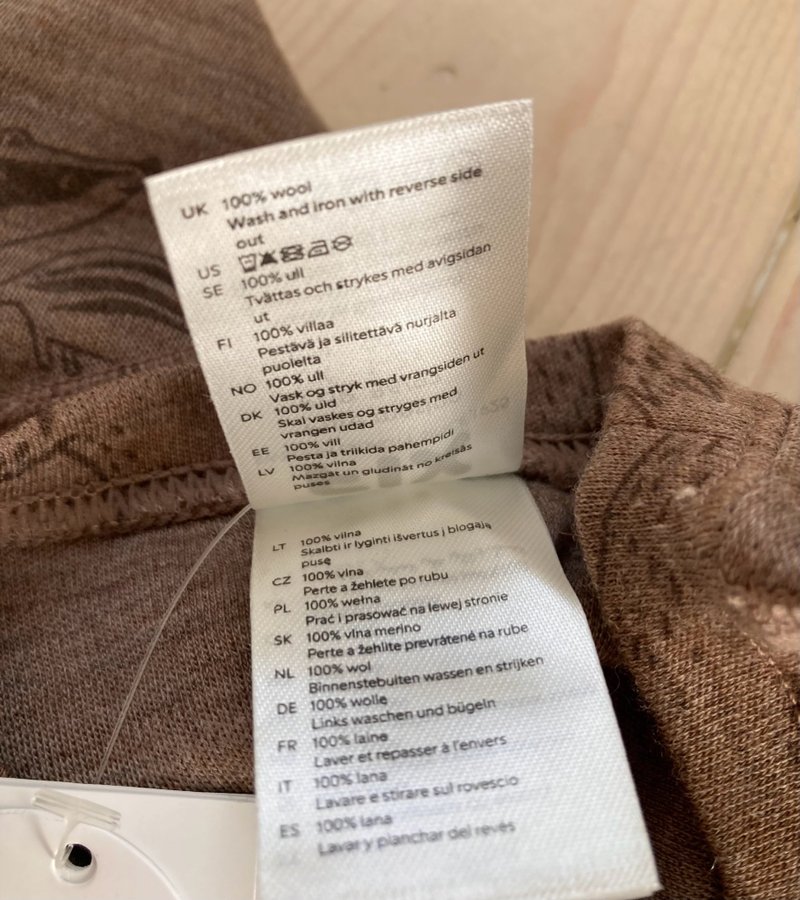 UK 100% wool
Wash and iron with reverse side
out
US
SE 100% ull
Tvättas och strykes med avigsidan
ut
FI 100% villaa
Pestävä ja silitettävä nurjalta
puolelta
NO 100% ull
Vask og stryk med vrangsiden ut
DK 100% uld
Skal vaskes og stryges med
vrangen udad
EE 100% vill
Pesta ja triikida pahempidi
LV 100% vilna
Mazgāt un gludināt no kreisās
puses
LT 100% vilna
Skalbti ir lyginti išvertus į blogąją
pusę
CZ 100% vlna
Perte a žehlete po rubu
PL 100% wełna
Prać i prasować na lewej stronie
SK 100% vlna merino
Perte a žehlite prevrátené na rube
NL 100% wol
Binnenstebuiten wassen en strijken
DE 100% wolle
Links waschen und bügeln
FR 100% laine
Laver et repasser à l'envers
IT 100% lana
Lavare e stirare sul rovescio
ES 100% lana
Lavar y planchar del revés